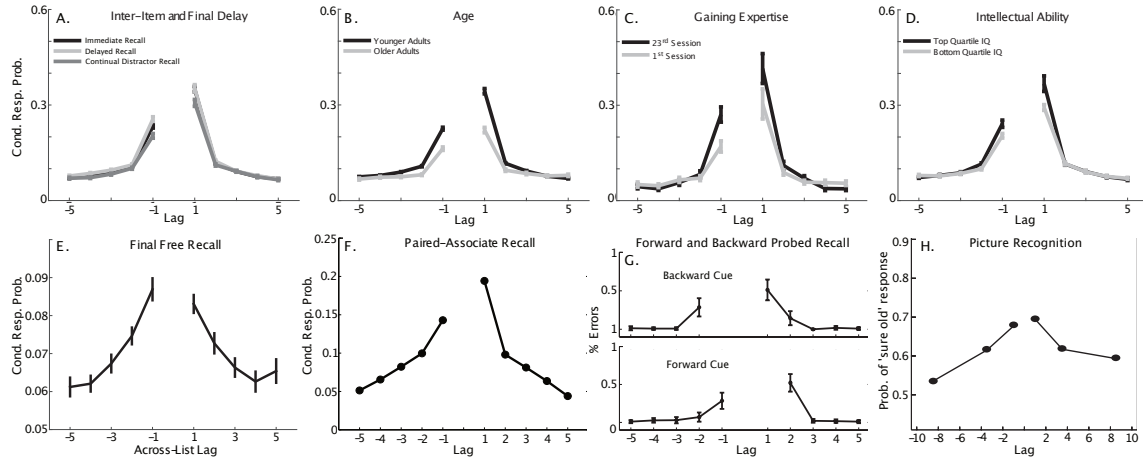 A.
Inter-Item and Final Delay
Immediate Recall
Delayed Recall
Continual Distractor Recall
Cond. Resp. Prob.
0.6
0.3
0
-5
-1
1
5
Lag
B.
Age
Younger Adults
Older Adults
0.6
0.3
0
-5
-1
1
5
Lag
C.
Gaining Expertise
23rd Session
1st Session
0.6
0.3
0
-5
-1
1
5
Lag
D.
Intellectual Ability
Top Quartile IQ
Bottom Quartile IQ
0.6
0.3
0
-5
-1
1
5
Lag
E.
Final Free Recall
Cond. Resp. Prob.
0.09
0.08
0.07
0.06
0.05
-5
-3
-1
1
3
5
Across-List Lag
F.
Paired-Associate Recall
Cond. Resp. Prob.
0.25
0.2
0.15
0.1
0.05
0
-5 -4 -3 -2 -1 1 2 3 4 5
Lag
Forward and Backward Probed Recall
G.
Backward Cue
1
0.5
1
% Errors
Forward Cue
1
0.5
0
-5 -4 -3 -2 -1 1 2 3 4 5
Lag
H.
Picture Recognition
Prob. of 'sure old' response
0.9
0.8
0.7
0.6
0.5
-10 -8 -6 -4 -2 2 4 6 8 10
Lag